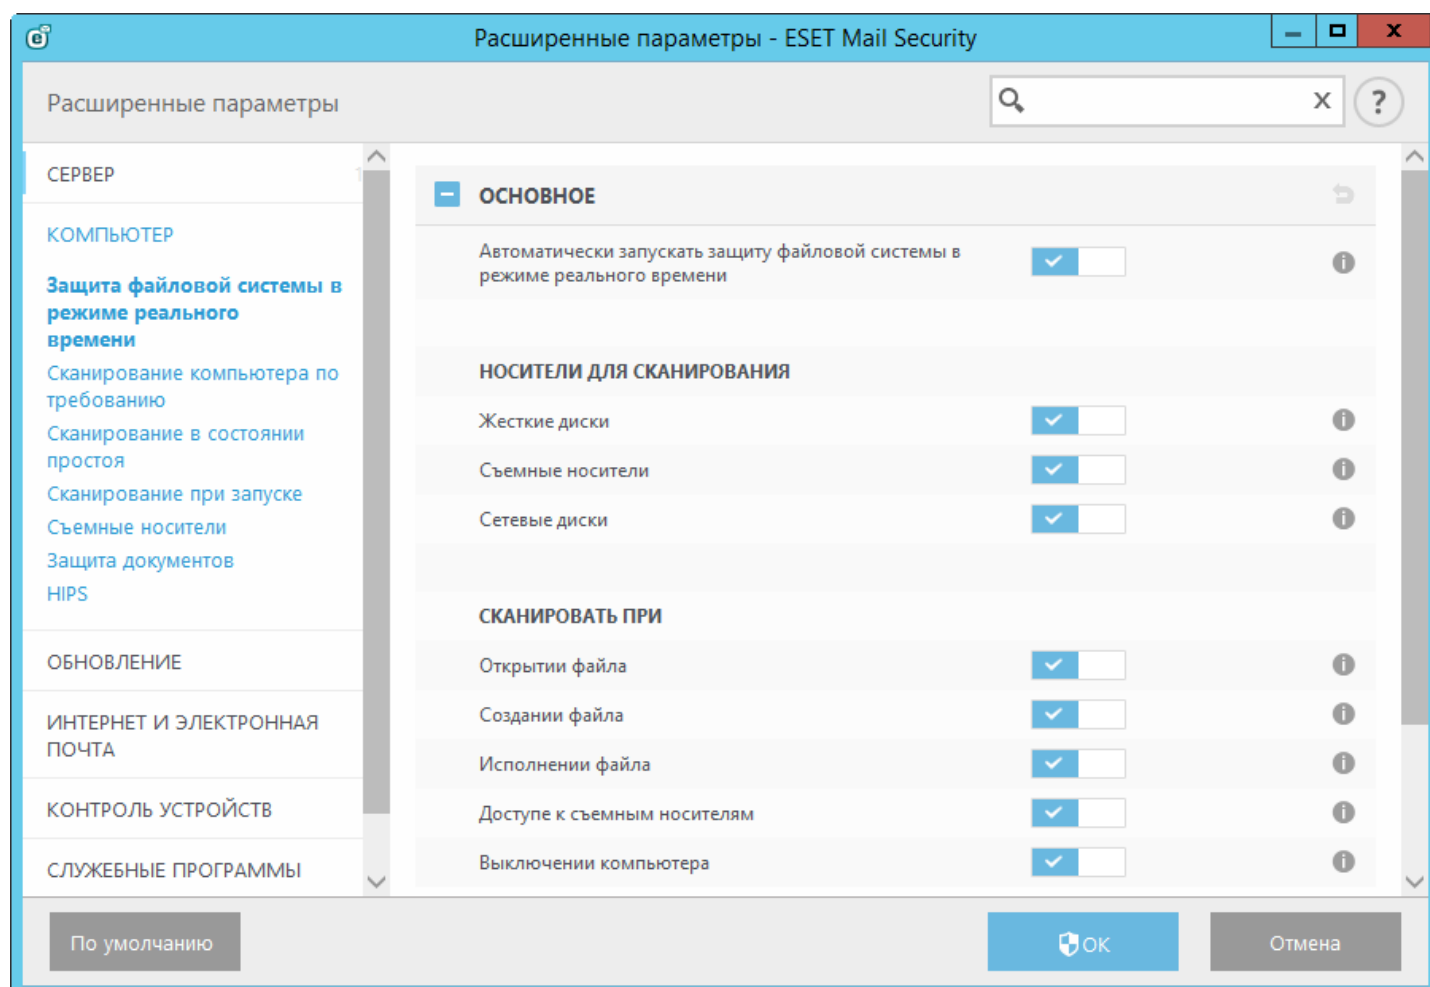 Расширенные параметры - ESET Mail Security
Расширенные параметры
СЕРВЕР
КОМПЬЮТЕР
Защита файловой системы в
режиме реального
времени
Сканирование компьютера по
требованию
Сканирование в состоянии
простоя
Сканирование при запуске
Съемные носители
Защита документов
HIPS
ОБНОВЛЕНИЕ
ИНТЕРНЕТ И ЭЛЕКТРОННАЯ
ПОЧТА
КОНТРОЛЬ УСТРОЙСТВ
СЛУЖЕБНЫЕ ПРОГРАММЫ
ОСНОВНОЕ
Автоматически запускать защиту файловой системы в
режиме реального времени
НОСИТЕЛИ ДЛЯ СКАНИРОВАНИЯ
Жесткие диски
Съемные носители
Сетевые диски
СКАНИРОВАТЬ ПРИ
Открытии файла
Создании файла
Исполнении файла
Доступе к съемным носителям
Выключении компьютера
По умолчанию
OK
Отмена